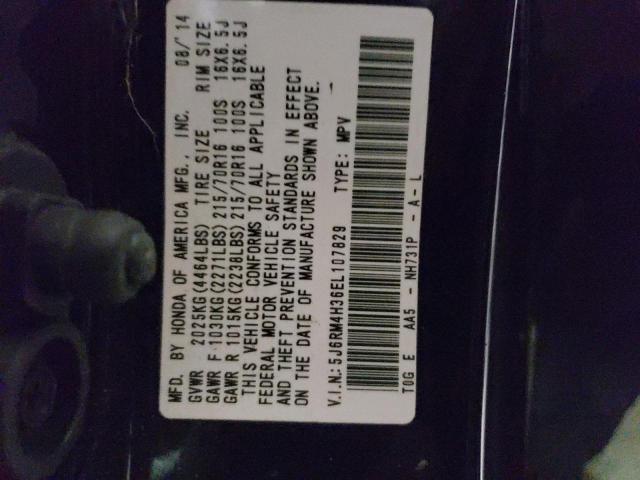 MFD. BY HONDA OF AMERICA MFG., INC. 08/'14
GVWR 2025KG(4464LBS) TIRE SIZE RIM SIZE
GAWR F 1030KG(2271LBS)215/70R16 100S 16X6.5J
GAWR R 1015KG(2238LBS)215/70R16 100S 16X6.5J
THIS VEHICLE CONFORMS TO ALL APPLICABLE
FEDERAL MOTOR VEHICLE SAFETY
AND THEFT PREVENTION STANDARDS IN EFFECT
ON THE DATE OF MANUFACTURE SHOWN ABOVE.
V.I.N.:5J6RM4H36EL107829 TYPE: MPV
T0G E AA5 - NH731P - A - L